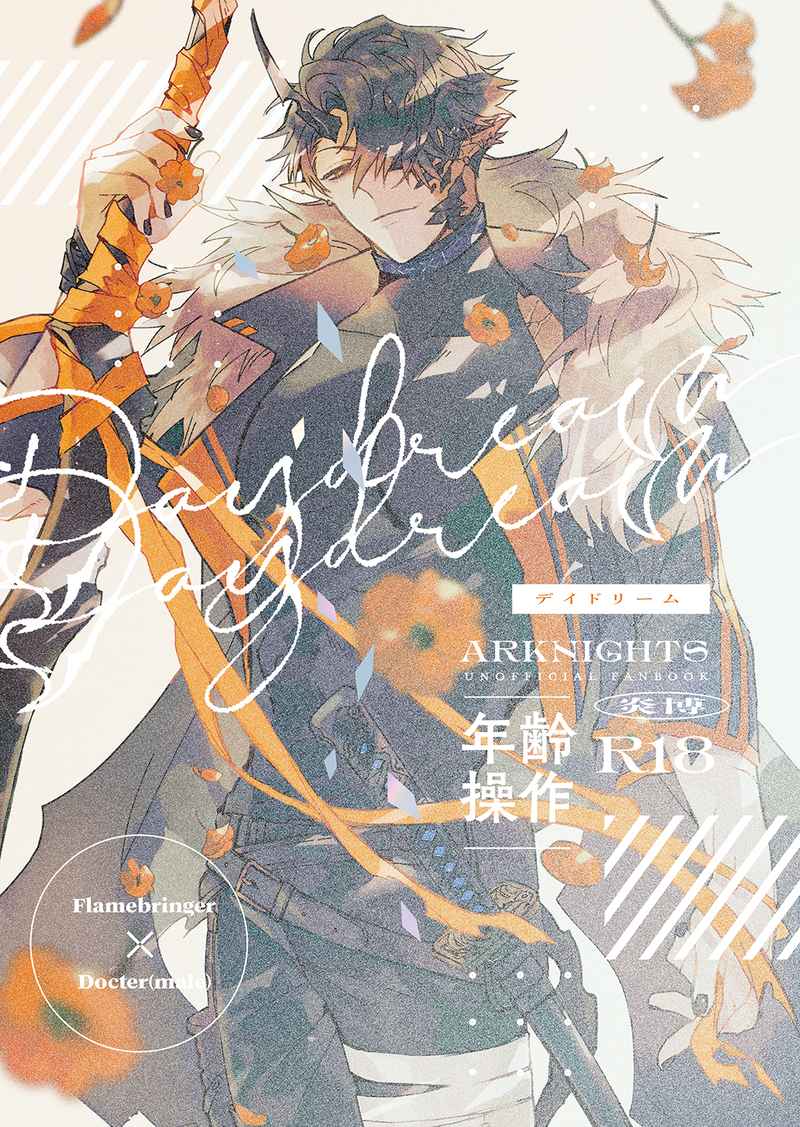 Daydream
Daydream
デイドリーム
ARKNIGHTS
UNOFFICIAL FANBOOK
炎博
年齢
操作
R18
Flamebringer
×
Docter(male)